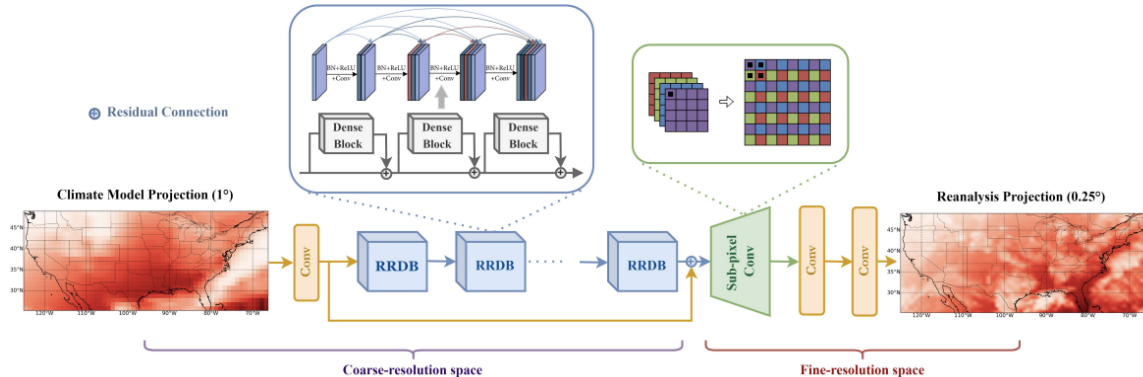 BN+ReLU BN+ReLU BN+ReLU BN+ReLU
+Conv +Conv +Conv +Conv
Residual Connection
Dense Dense Dense
Block Block Block
Climate Model Projection (1°)
Reanalysis Projection (0.25°)
45°N
40°N
35°N
30°N
120°W 110°W 100°W 90°W 80°W 70°W
Conv
RRDB
RRDB
RRDB
Sub-pixel
Conv
Conv
Conv
45°N
40°N
35°N
30°N
120°W 110°W 100°W 90°W 80°W 70°W
Coarse-resolution space
Fine-resolution space